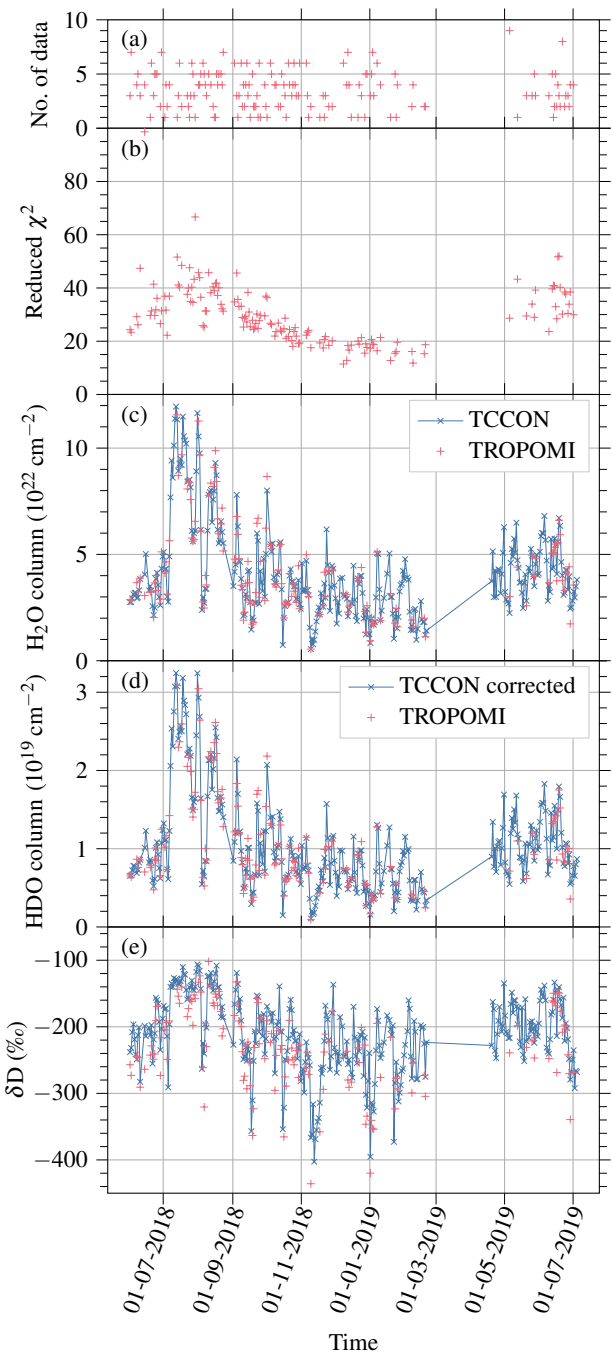 (a)
No. of data
10
5
0
(b)
Reduced χ²
80
60
40
20
0
(c)
TCCON
TROPOMI
H₂O column (10²² cm⁻²)
10
5
0
(d)
TCCON corrected
TROPOMI
HDO column (10¹⁹ cm⁻²)
3
2
1
0
(e)
δD (‰)
−100
−200
−300
−400
01-07-2018
01-09-2018
01-11-2018
01-01-2019
01-03-2019
01-05-2019
01-07-2019
Time